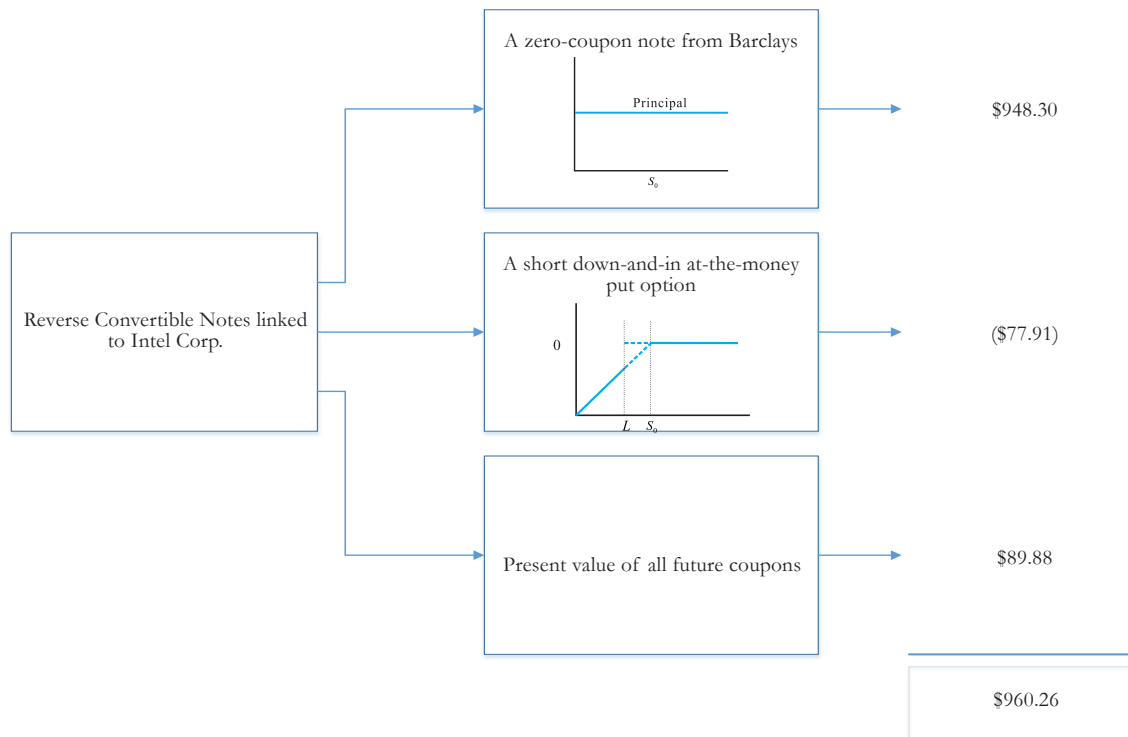 A zero-coupon note from Barclays
Principal
S₀
$948.30
Reverse Convertible Notes linked
to Intel Corp.
A short down-and-in at-the-money
put option
0
L S₀
($77.91)
Present value of all future coupons
$89.88
$960.26